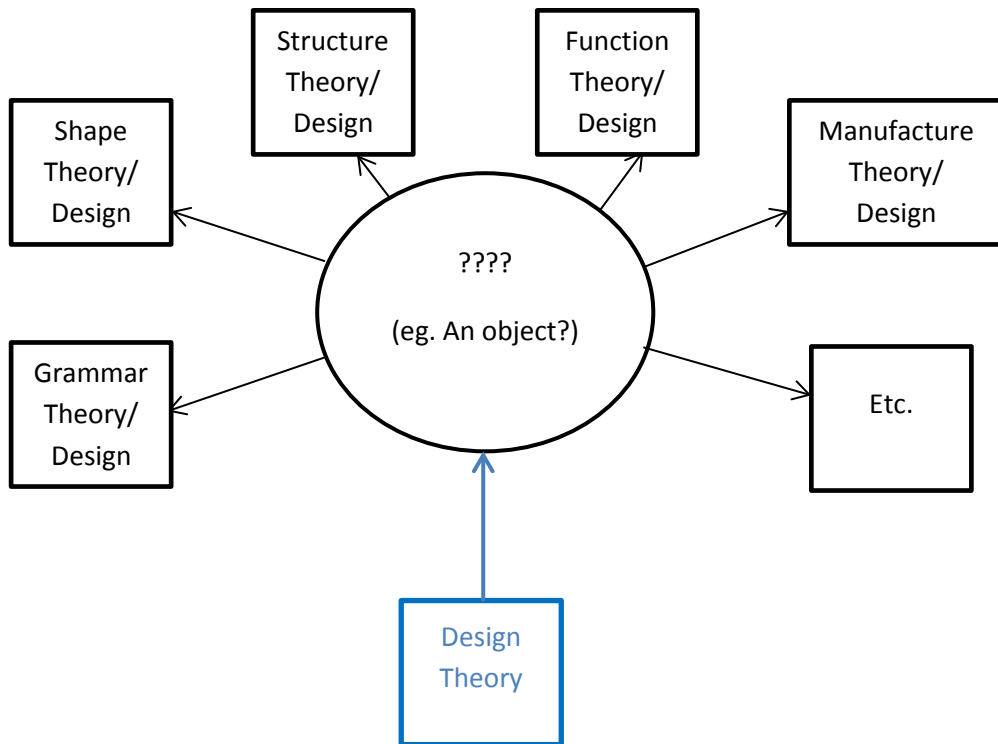 Structure
Theory/
Design
Function
Theory/
Design
Shape
Theory/
Design
Manufacture
Theory/
Design
????
(eg. An object?)
Grammar
Theory/
Design
Etc.
Design
Theory